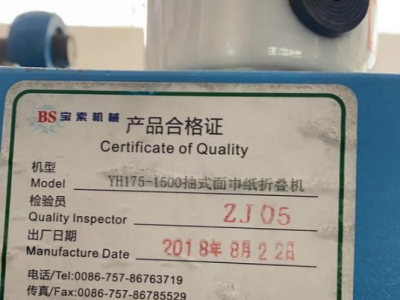 BS 宝索机械
产品合格证
Certificate of Quality
机型
Model YH175-1500抽式面巾纸折叠机
检验员
Quality Inspector ZJ05
出厂日期
Manufacture Date 2018年8月22日
电话/Tel:0086-757-86763719
传真/Fax:0086-757-86785529